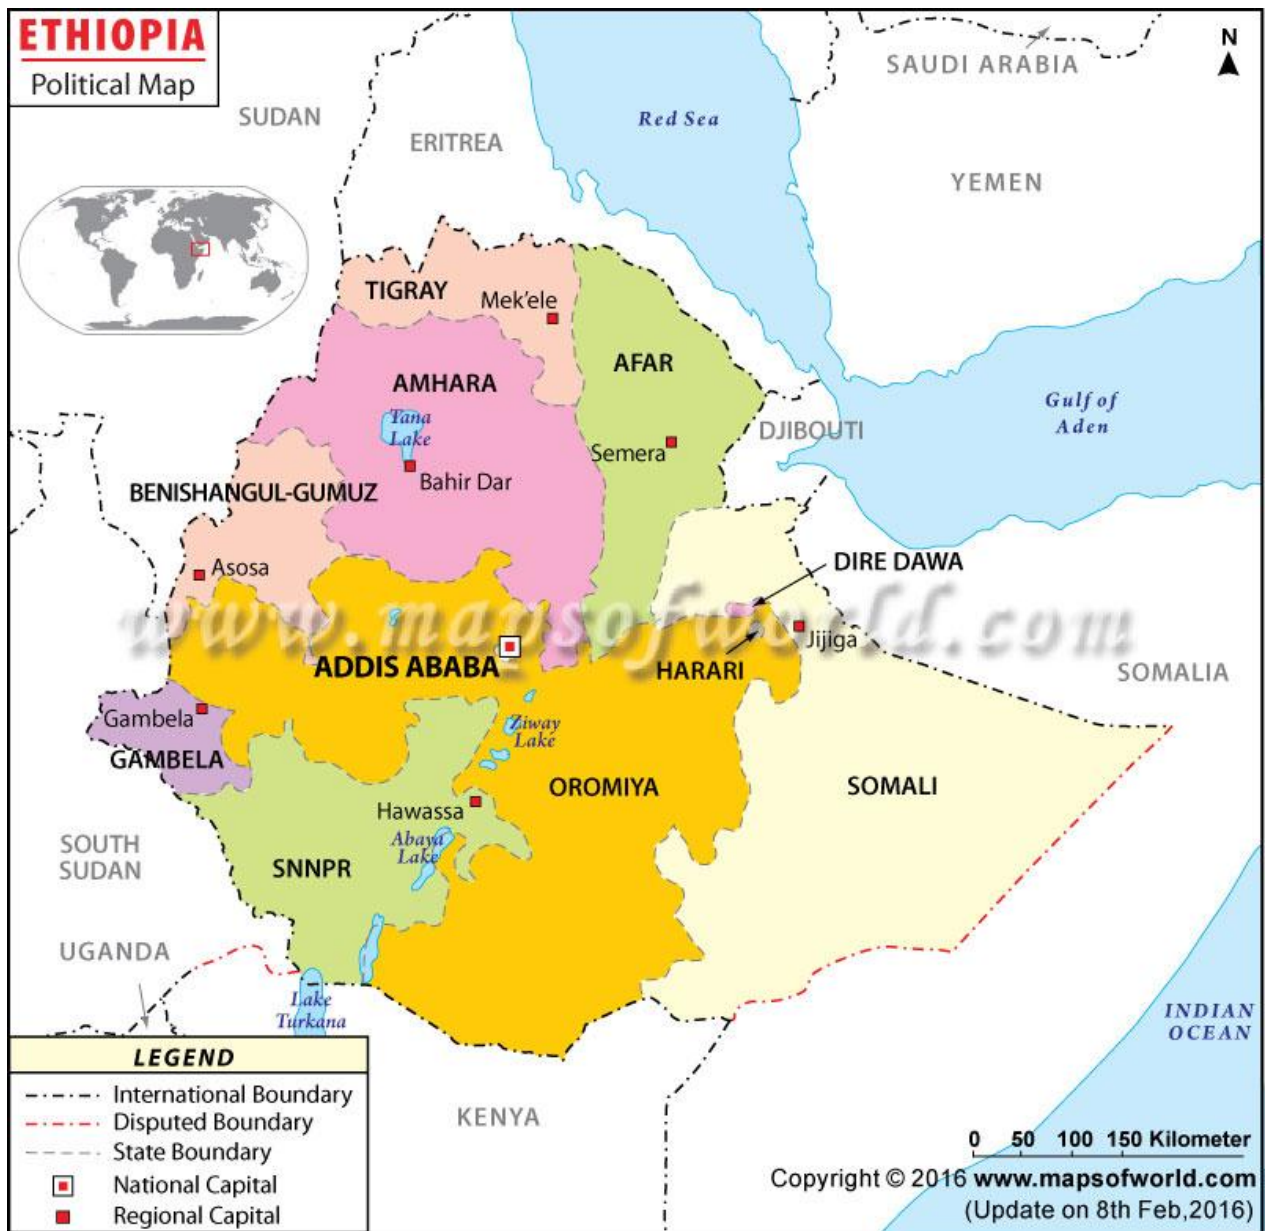 ETHIOPIA
Political Map
N
SAUDI ARABIA
SUDAN
Red Sea
ERITREA
YEMEN
TIGRAY
Mek'ele
AFAR
AMHARA
Tana
Lake
Gulf of
Aden
DJIBOUTI
Semera
Bahir Dar
BENISHANGUL-GUMUZ
DIRE DAWA
Asosa
www.mapsofworld.com
Jijiga
ADDIS ABABA
HARARI
SOMALIA
Gambela
Ziway
Lake
GAMBELA
OROMIYA
SOMALI
Hawassa
Abaya
Lake
SOUTH
SUDAN
SNNPR
UGANDA
Lake
Turkana
INDIAN
OCEAN
LEGEND
International Boundary
Disputed Boundary
State Boundary
National Capital
Regional Capital
KENYA
0 50 100 150 Kilometer
Copyright © 2016 www.mapsofworld.com
(Update on 8th Feb,2016)